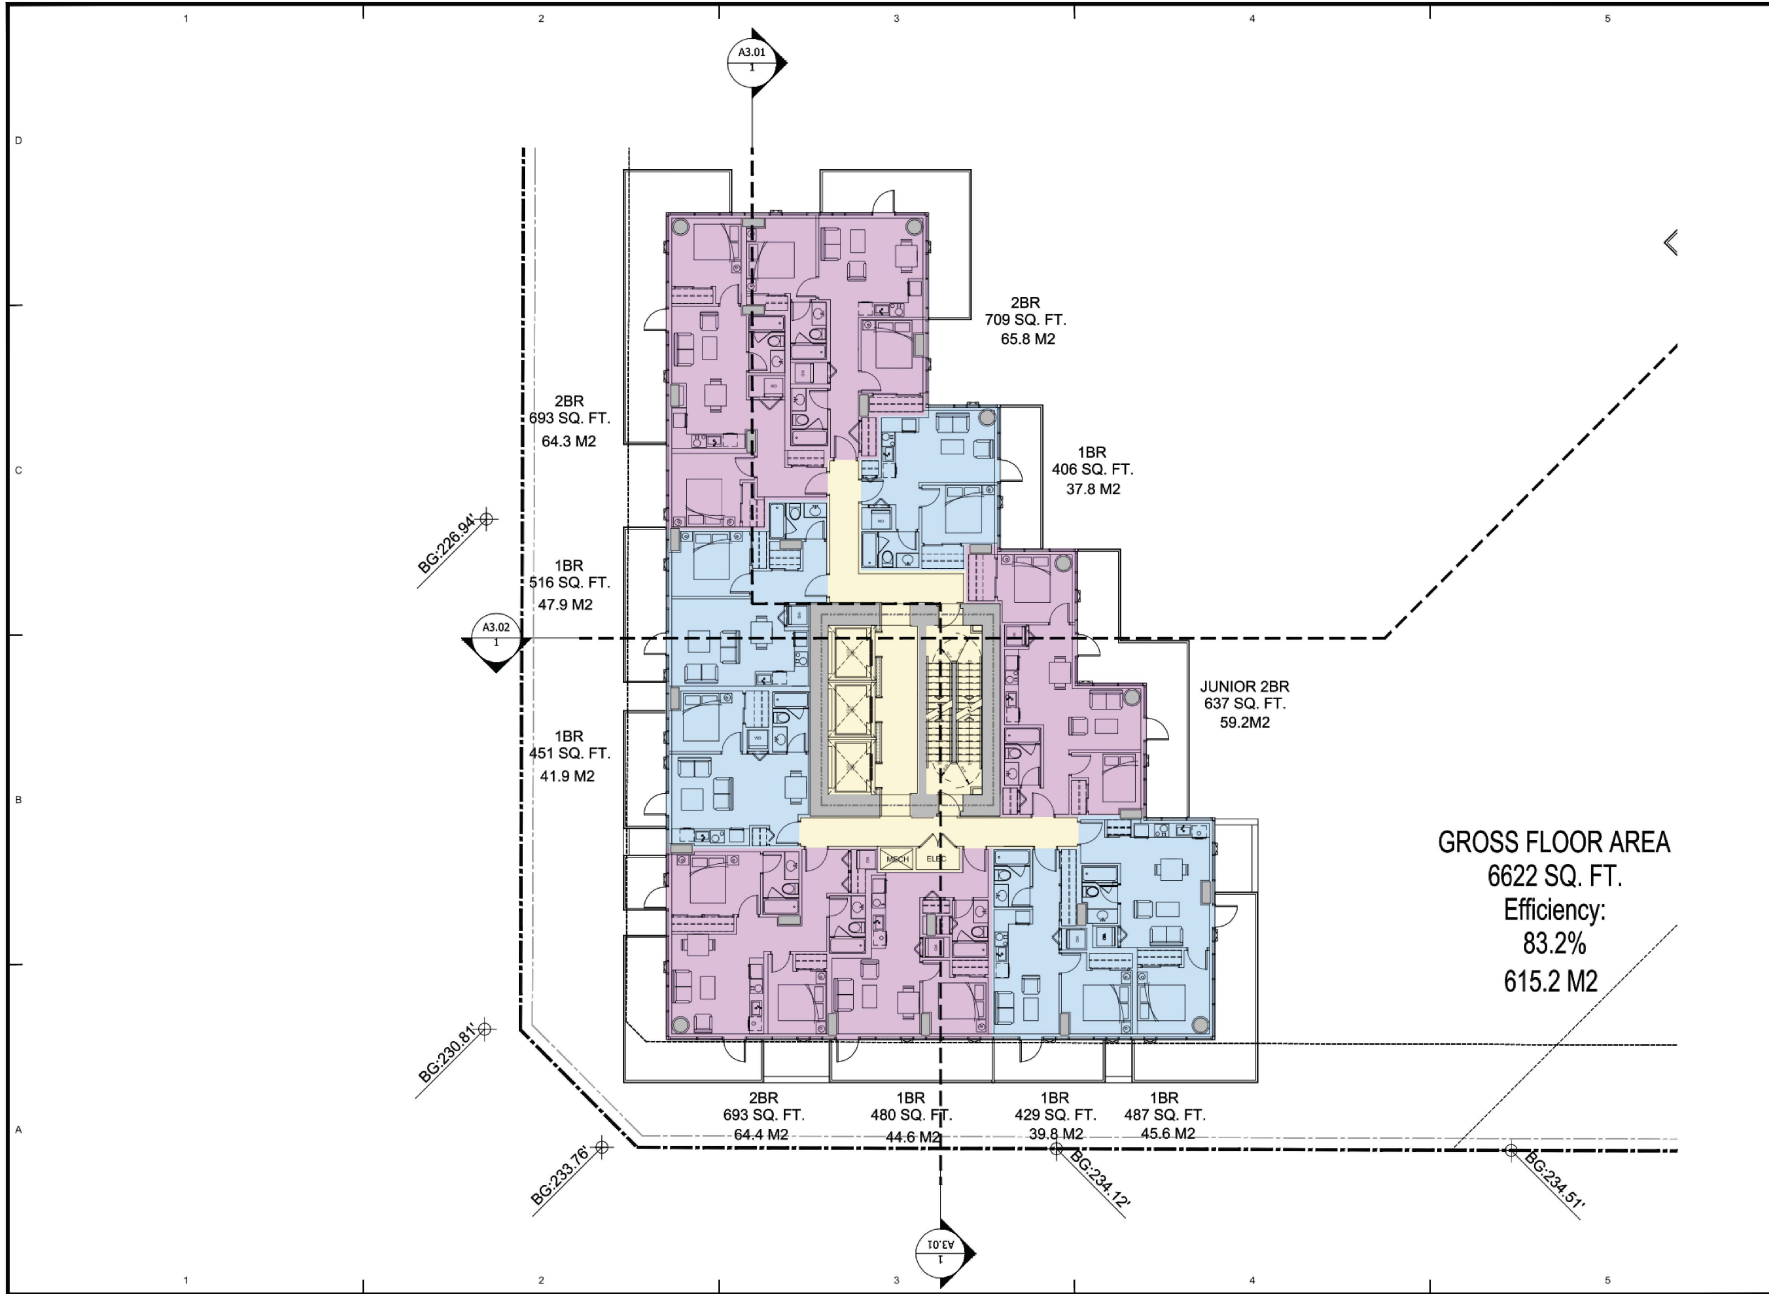 1
2
3
4
5
A3.01
1
D
2BR
709 SQ. FT.
65.8 M2
2BR
693 SQ. FT.
64.3 M2
1BR
406 SQ. FT.
37.8 M2
C
BG:226.94'
1BR
516 SQ. FT.
47.9 M2
A3.02
1
JUNIOR 2BR
637 SQ. FT.
59.2M2
1BR
451 SQ. FT.
41.9 M2
B
MECH
ELEC
GROSS FLOOR AREA
6622 SQ. FT.
Efficiency:
83.2%
615.2 M2
BG:230.81'
2BR
693 SQ. FT.
64.4 M2
1BR
480 SQ. FT.
44.6 M2
1BR
429 SQ. FT.
39.8 M2
1BR
487 SQ. FT.
45.6 M2
A
BG:233.76'
BG:234.12'
BG:234.51'
A3.01
1
1
2
3
4
5